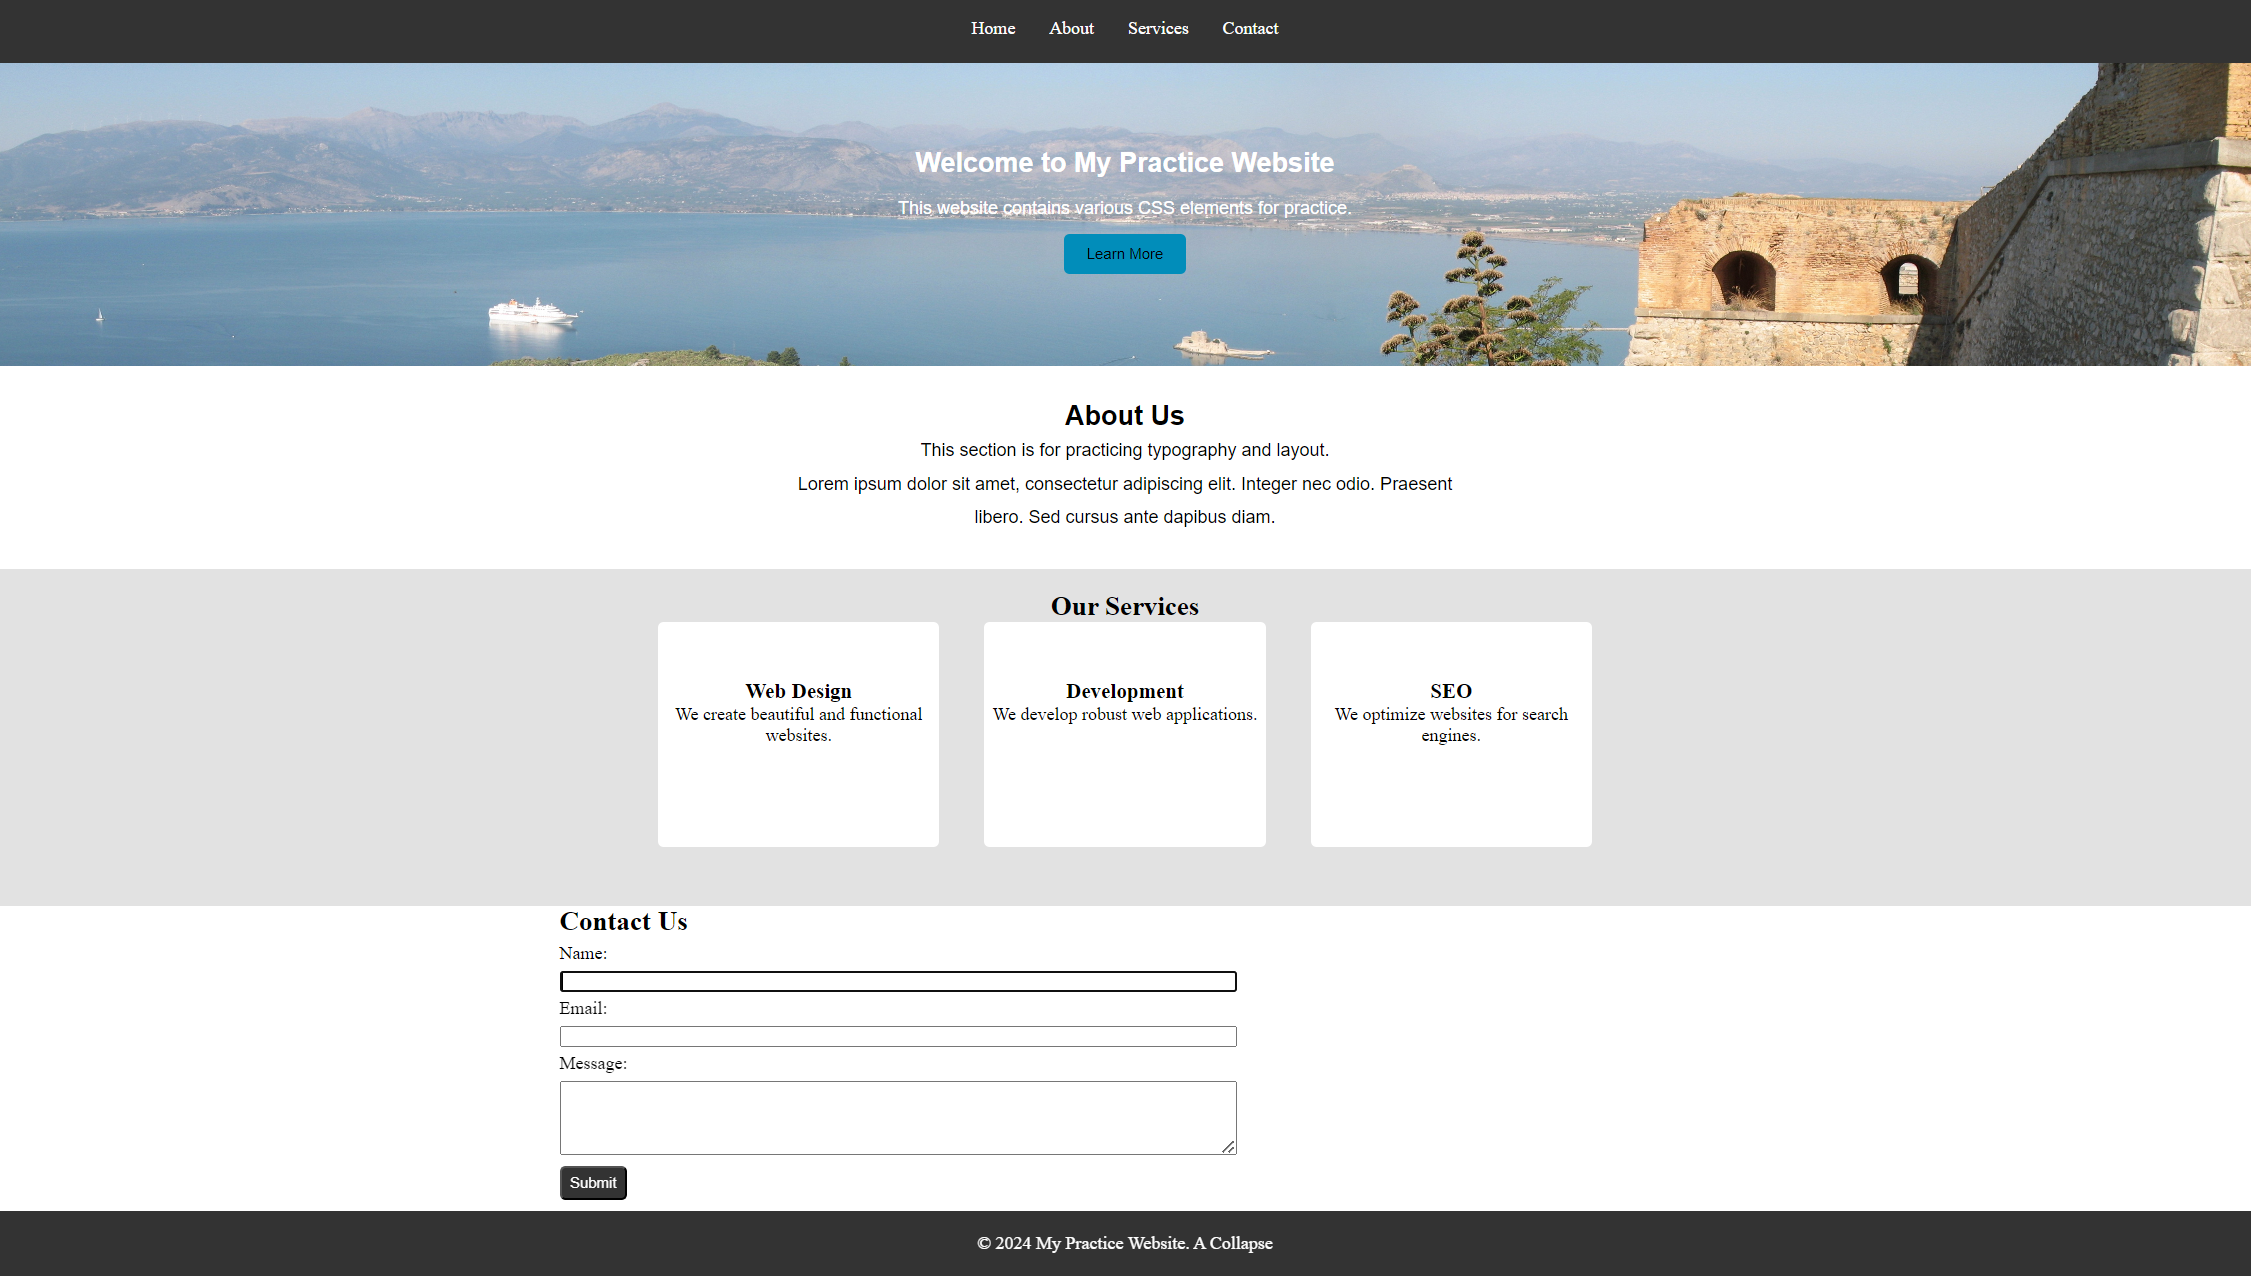 Home About Services Contact
Welcome to My Practice Website
This website contains various CSS elements for practice.
Learn More
About Us
This section is for practicing typography and layout.
Lorem ipsum dolor sit amet, consectetur adipiscing elit. Integer nec odio. Praesent
libero. Sed cursus ante dapibus diam.
Our Services
Web Design
We create beautiful and functional
websites.
Development
We develop robust web applications.
SEO
We optimize websites for search
engines.
Contact Us
Name:
Email:
Message:
Submit
© 2024 My Practice Website. A Collapse